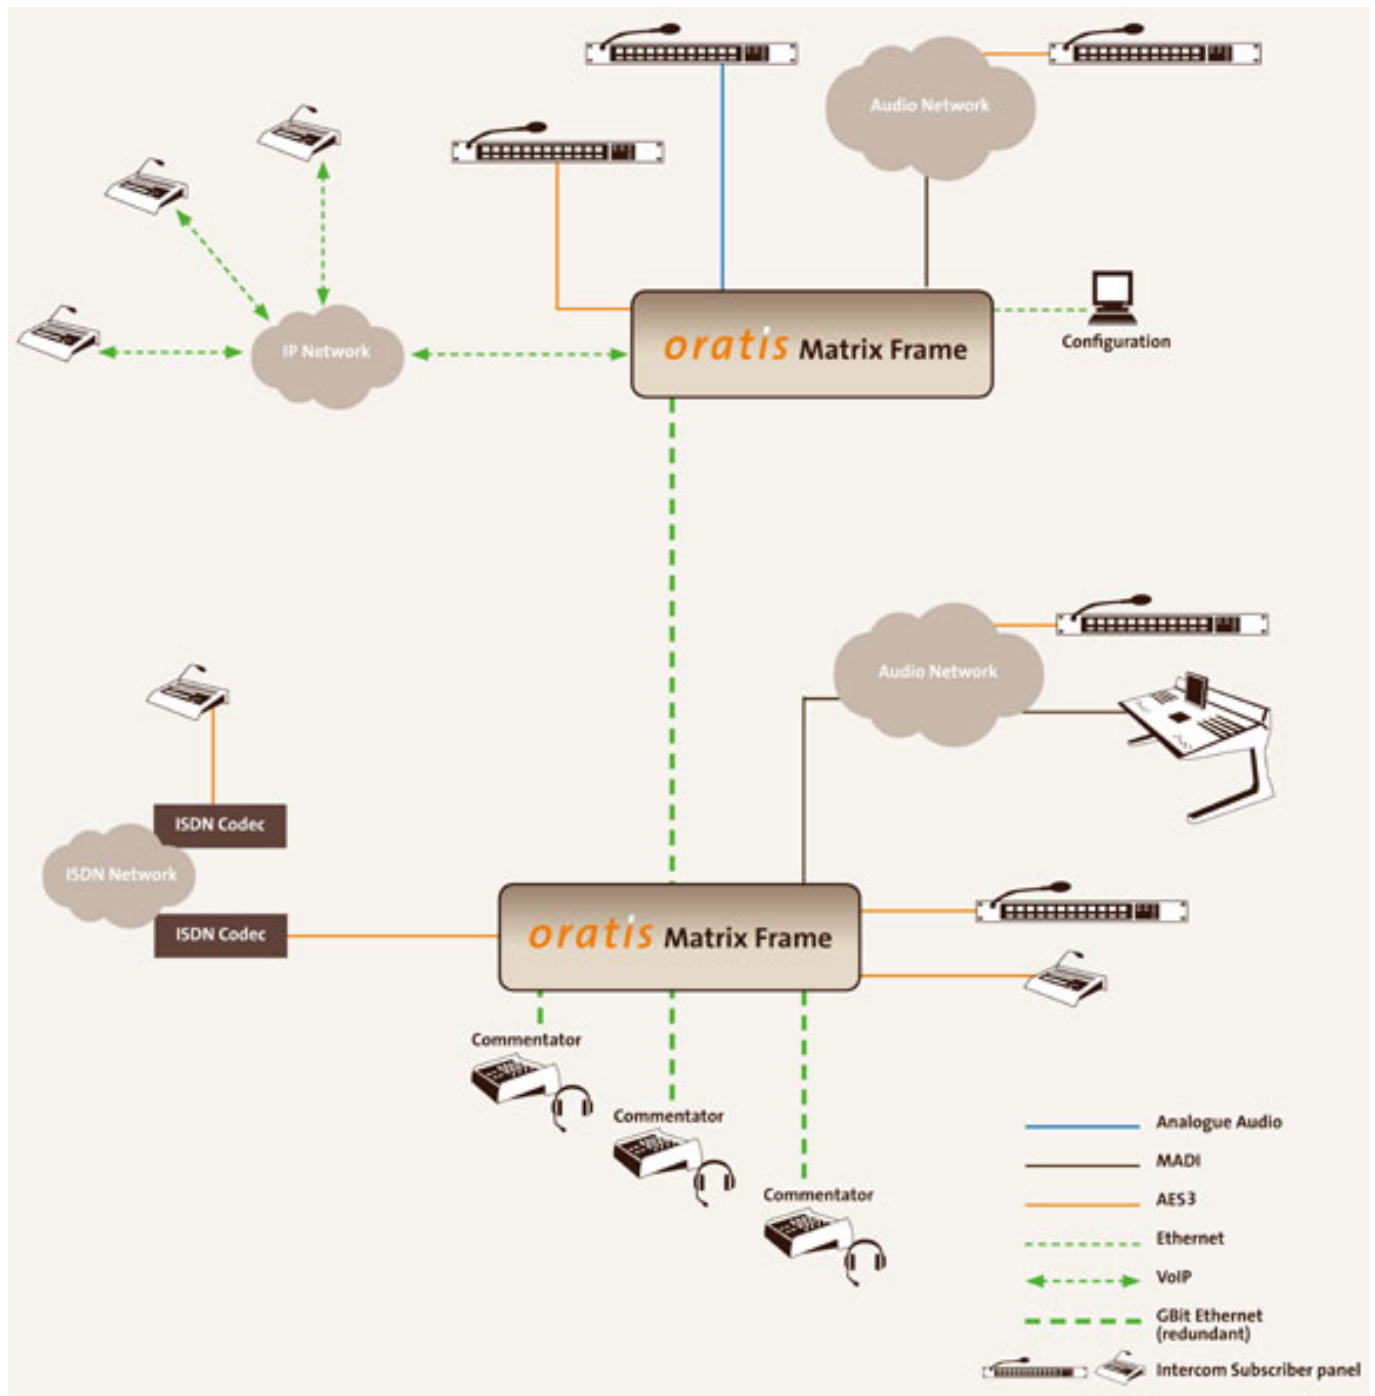 Audio Network
IP Network
oratis Matrix Frame
Configuration
Audio Network
ISDN Codec
ISDN Network
ISDN Codec
oratis Matrix Frame
Commentator
Commentator
Commentator
Analogue Audio
MADI
AES3
Ethernet
VoIP
GBit Ethernet
(redundant)
Intercom Subscriber panel